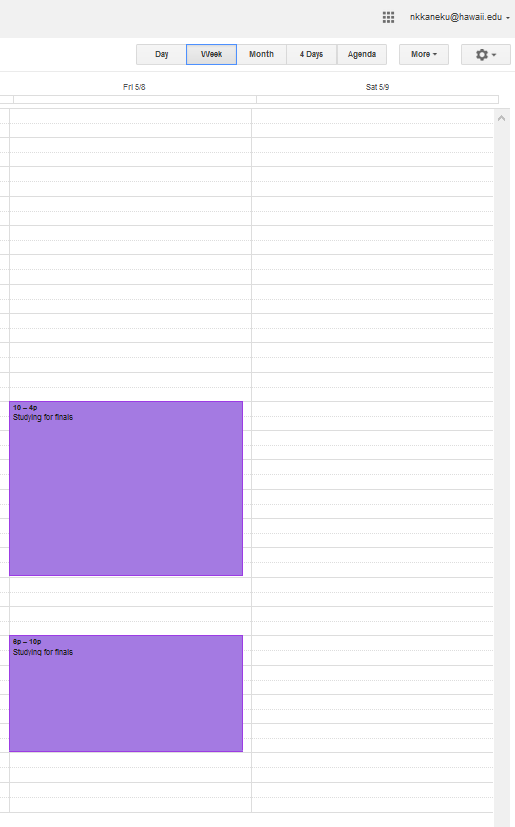 nkkaneku@hawaii.edu
Day Week Month 4 Days Agenda More
Fri 5/8 Sat 5/9
10 – 4p
Studying for finals
6p – 10p
Studying for finals